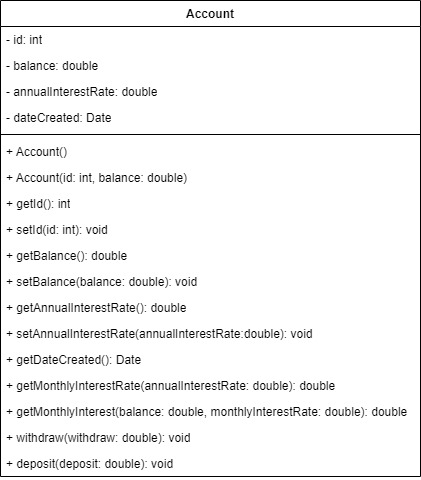 Account
- id: int
- balance: double
- annualInterestRate: double
- dateCreated: Date
+ Account()
+ Account(id: int, balance: double)
+ getId(): int
+ setId(id: int): void
+ getBalance(): double
+ setBalance(balance: double): void
+ getAnnualInterestRate(): double
+ setAnnualInterestRate(annualInterestRate:double): void
+ getDateCreated(): Date
+ getMonthlyInterestRate(annualInterestRate: double): double
+ getMonthlyInterest(balance: double, monthlyInterestRate: double): double
+ withdraw(withdraw: double): void
+ deposit(deposit: double): void